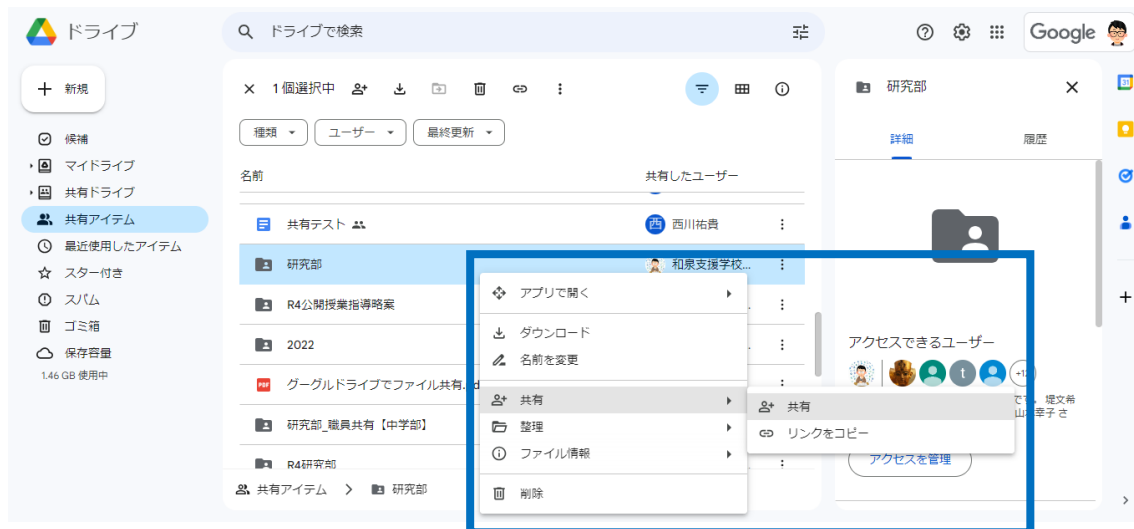 ドライブ
ドライブで検索
Google
新規
候補
マイドライブ
共有ドライブ
共有アイテム
最近使用したアイテム
スター付き
スパム
ゴミ箱
保存容量
1.46 GB 使用中
1 個選択中
種類 ユーザー 最終更新
名前 共有したユーザー
共有テスト 西 西川祐貴
研究部 和泉支援学校...
R4公開授業指導略案
2022
PDF グーグルドライブでファイル共有.
研究部_職員共有【中学部】
R4研究部
共有アイテム > 研究部
アプリで開く
ダウンロード
名前を変更
共有
整理
ファイル情報
削除
共有
リンクをコピー
研究部
詳細 履歴
アクセスできるユーザー
t
です。堤文希
幸子 さ
アクセスを管理
31